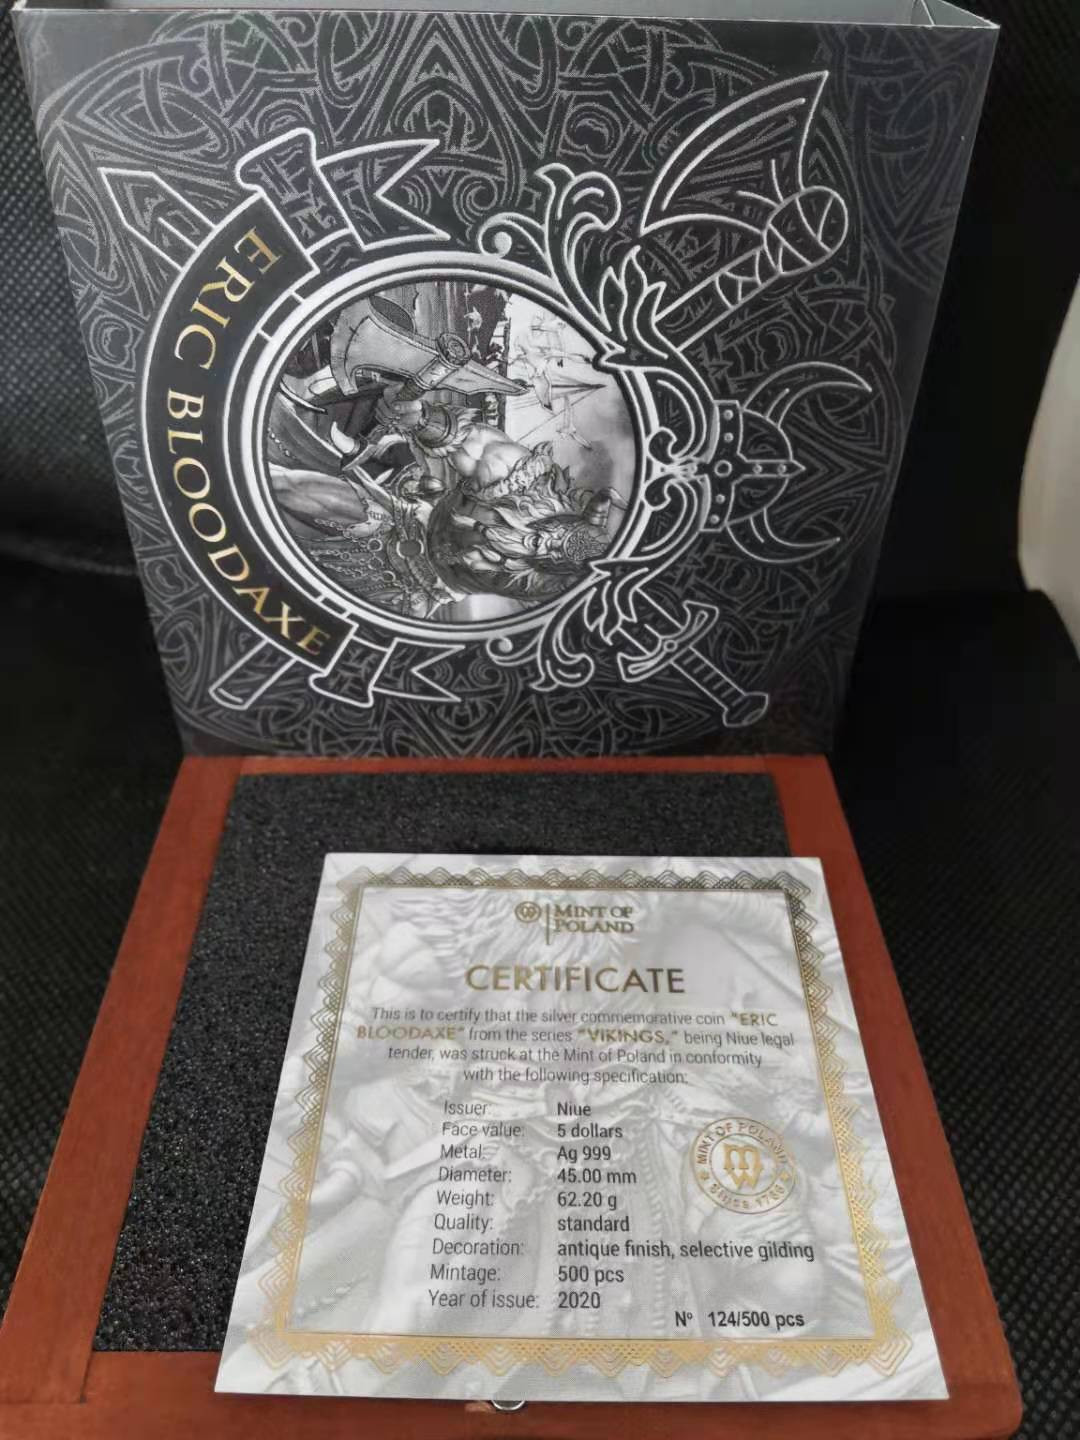 ERIC BLOODAXE
MINT OF
POLAND
CERTIFICATE
This is to certify that the silver commemorative coin "ERIC
BLOODAXE" from the series "VIKINGS," being Niue legal
tender, was struck at the Mint of Poland in conformity
with the following specification:
Issuer: Niue
Face value: 5 dollars
Metal: Ag 999
Diameter: 45.00 mm
Weight: 62.20 g
Quality: standard
Decoration: antique finish, selective gilding
Mintage: 500 pcs
Year of issue: 2020
MINT OF POLAND
SINCE 1766
Nº 124/500 pcs